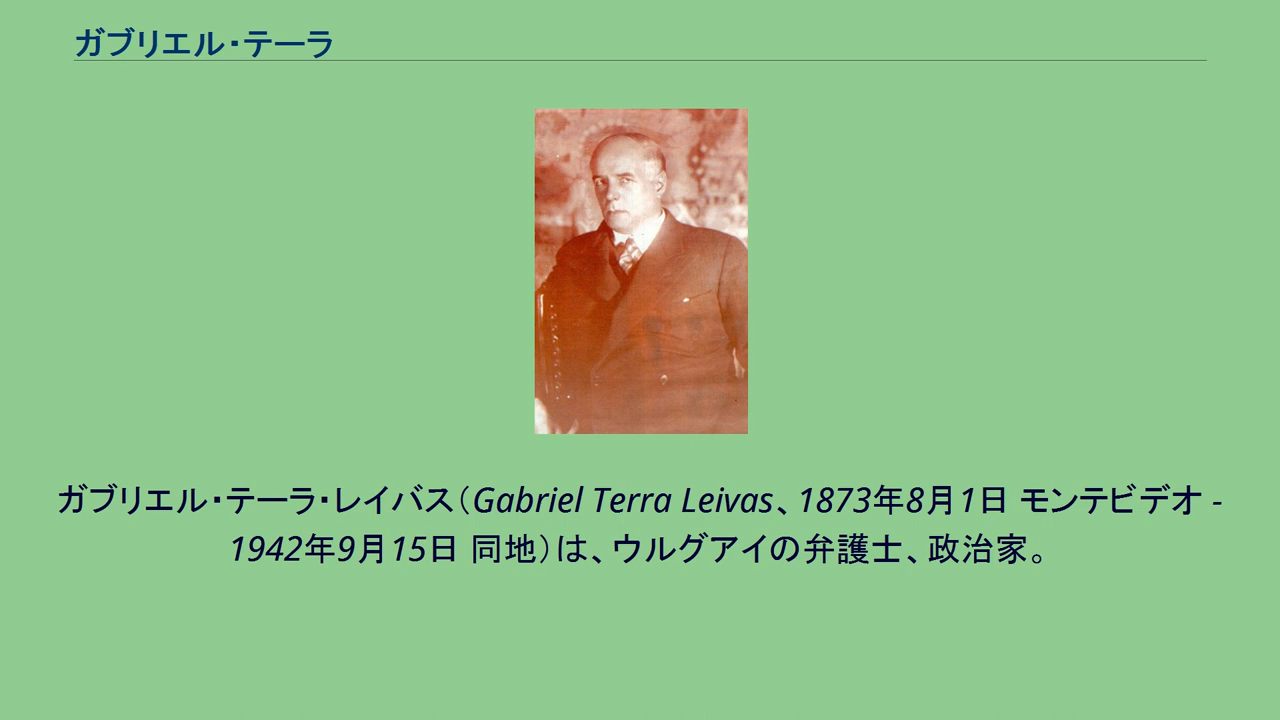 ガブリエル・テーラ
ガブリエル・テーラ・レイバス（Gabriel Terra Leivas、1873年8月1日 モンテビデオ -
1942年9月15日 同地）は、ウルグアイの弁護士、政治家。